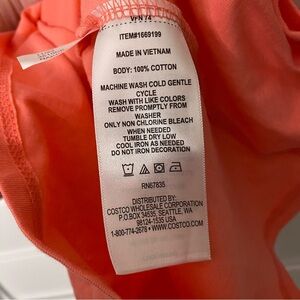 VFN 74
ITEM#1669199
MADE IN VIETNAM
BODY: 100% COTTON
MACHINE WASH COLD GENTLE
CYCLE
WASH WITH LIKE COLORS
REMOVE PROMPTLY FROM
WASHER
ONLY NON CHLORINE BLEACH
WHEN NEEDED
TUMBLE DRY LOW
COOL IRON AS NEEDED
DO NOT IRON DECORATION
RN67835
DISTRIBUTED BY:
COSTCO WHOLESALE CORPORATION
PO BOX 34535, SEATTLE, WA
98124-1535 USA
1-800-774-2678 • WWW.COSTCO.COM